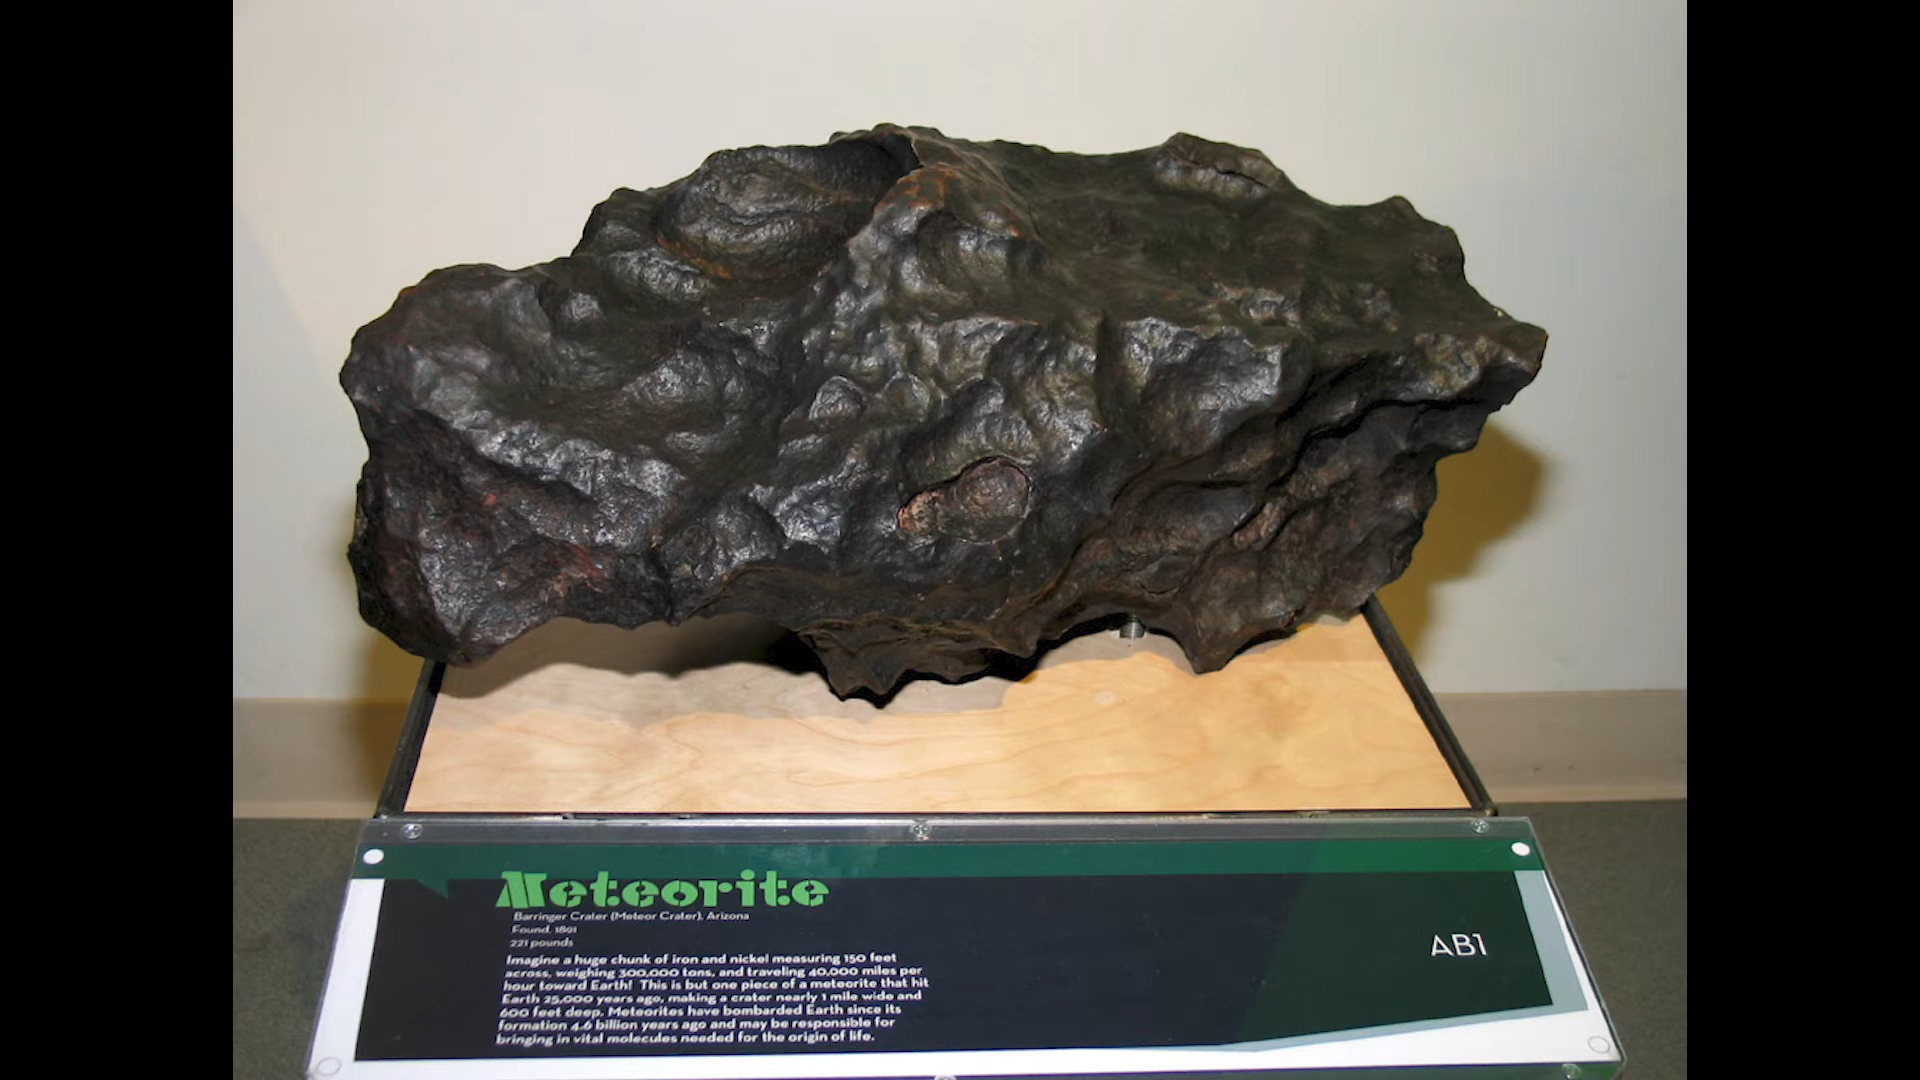 Meteorite
Barringer Crater (Meteor Crater), Arizona
Found, 1891
221 pounds
Imagine a huge chunk of iron and nickel measuring 150 feet
across, weighing 300,000 tons, and traveling 40,000 miles per
hour toward Earth! This is but one piece of a meteorite that hit
Earth 25,000 years ago, making a crater nearly 1 mile wide and
600 feet deep. Meteorites have bombarded Earth since its
formation 4.6 billion years ago and may be responsible for
bringing in vital molecules needed for the origin of life.
AB1